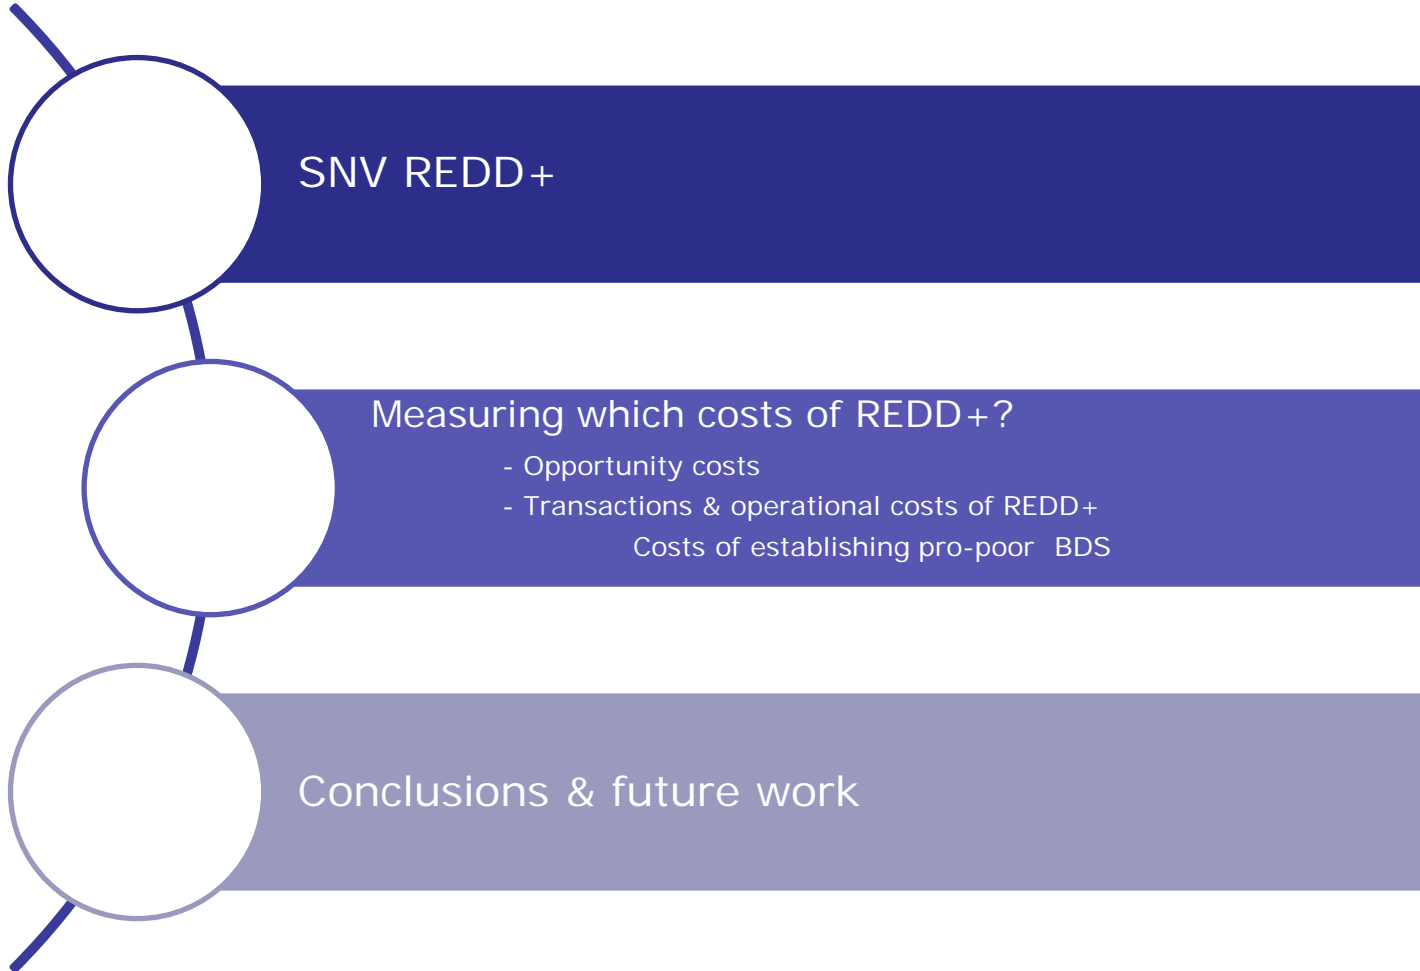 SNV REDD+
Measuring which costs of REDD+?
- Opportunity costs
- Transactions & operational costs of REDD+
Costs of establishing pro-poor BDS
Conclusions & future work